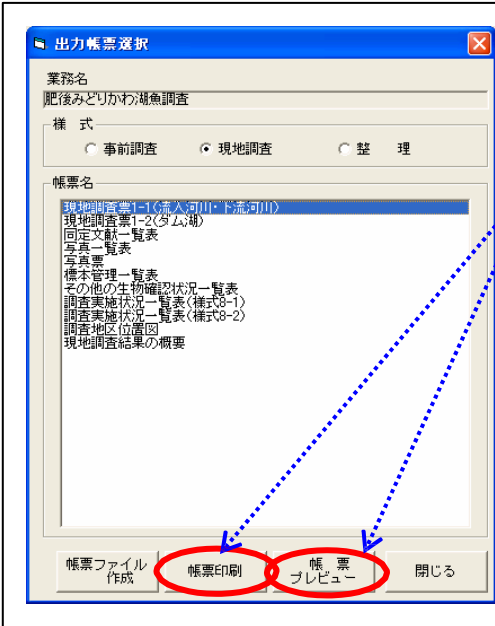 出力帳票選択
業務名
肥後みどりかわ湖魚調査
様 式
事前調査 現地調査 整 理
帳票名
現地調査票1-1(流入河川・下流河川)
現地調査票1-2(ダム湖)
同定文献一覧表
写真一覧表
写真票
標本管理一覧表
その他の生物確認状況一覧表
調査実施状況一覧表(様式8-1)
調査実施状況一覧表(様式8-2)
調査地区位置図
現地調査結果の概要
帳票ファイル
作成
帳票印刷
帳 票
プレビュー
閉じる